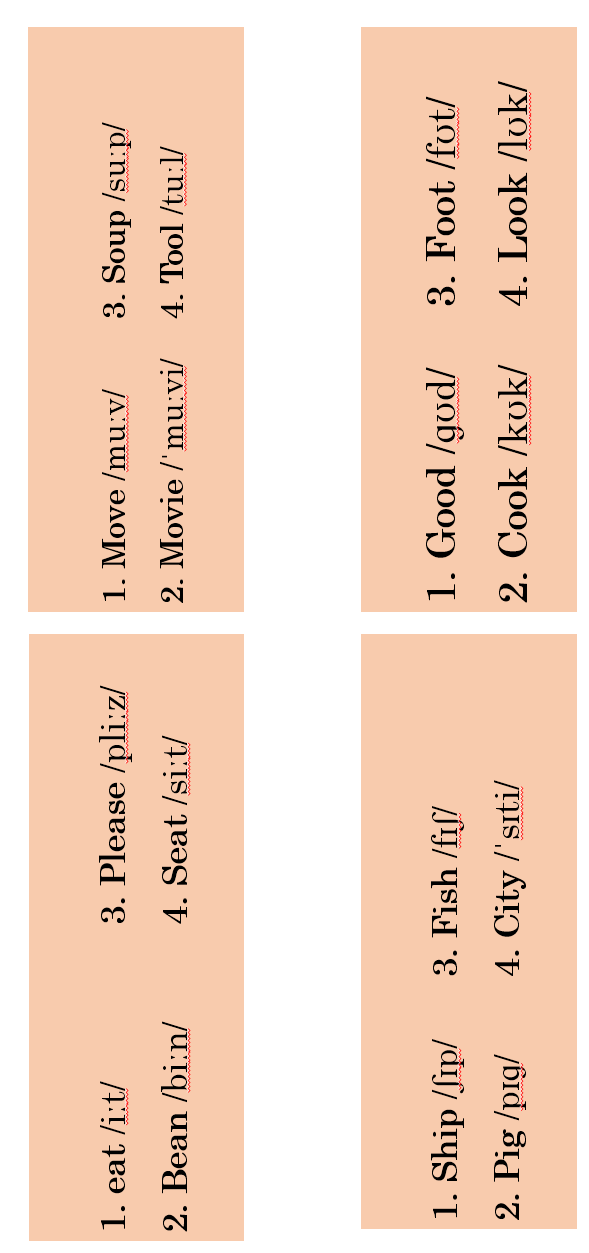 1. Move /muːv/ 3. Soup /suːp/
2. Movie /ˈmuːvi/ 4. Tool /tuːl/
1. Good /ɡʊd/ 3. Foot /fʊt/
2. Cook /kʊk/ 4. Look /lʊk/
1. eat /iːt/ 3. Please /pliːz/
2. Bean /biːn/ 4. Seat /siːt/
1. Ship /ʃɪp/ 3. Fish /fɪʃ/
2. Pig /pɪɡ/ 4. City /ˈsɪti/